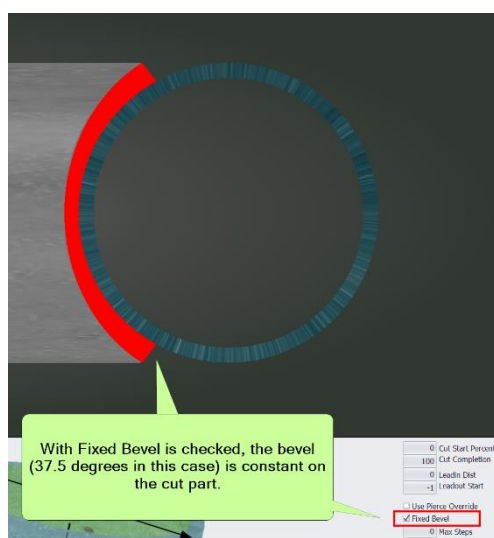 With Fixed Bevel is checked, the bevel
(37.5 degrees in this case) is constant on
the cut part.
0 Cut Start Percent
100 Cut Completion
0 Leadin Dist
-1 Leadout Start
Use Pierce Override
Fixed Bevel
0 Max Steps